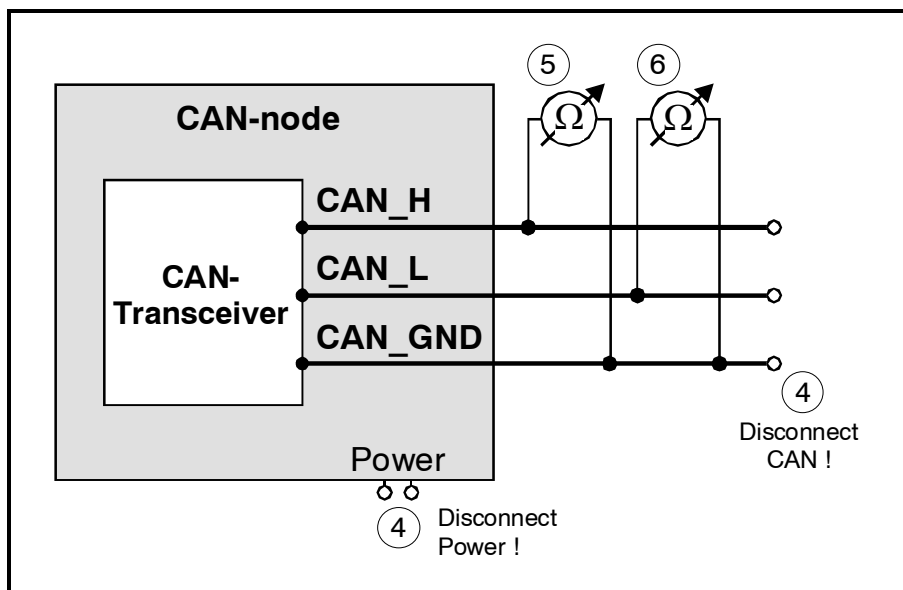 5
6
CAN-node
Ω
Ω
CAN_H
CAN_L
CAN-
Transceiver
CAN_GND
4
Disconnect
CAN !
Power
4
Disconnect
Power !